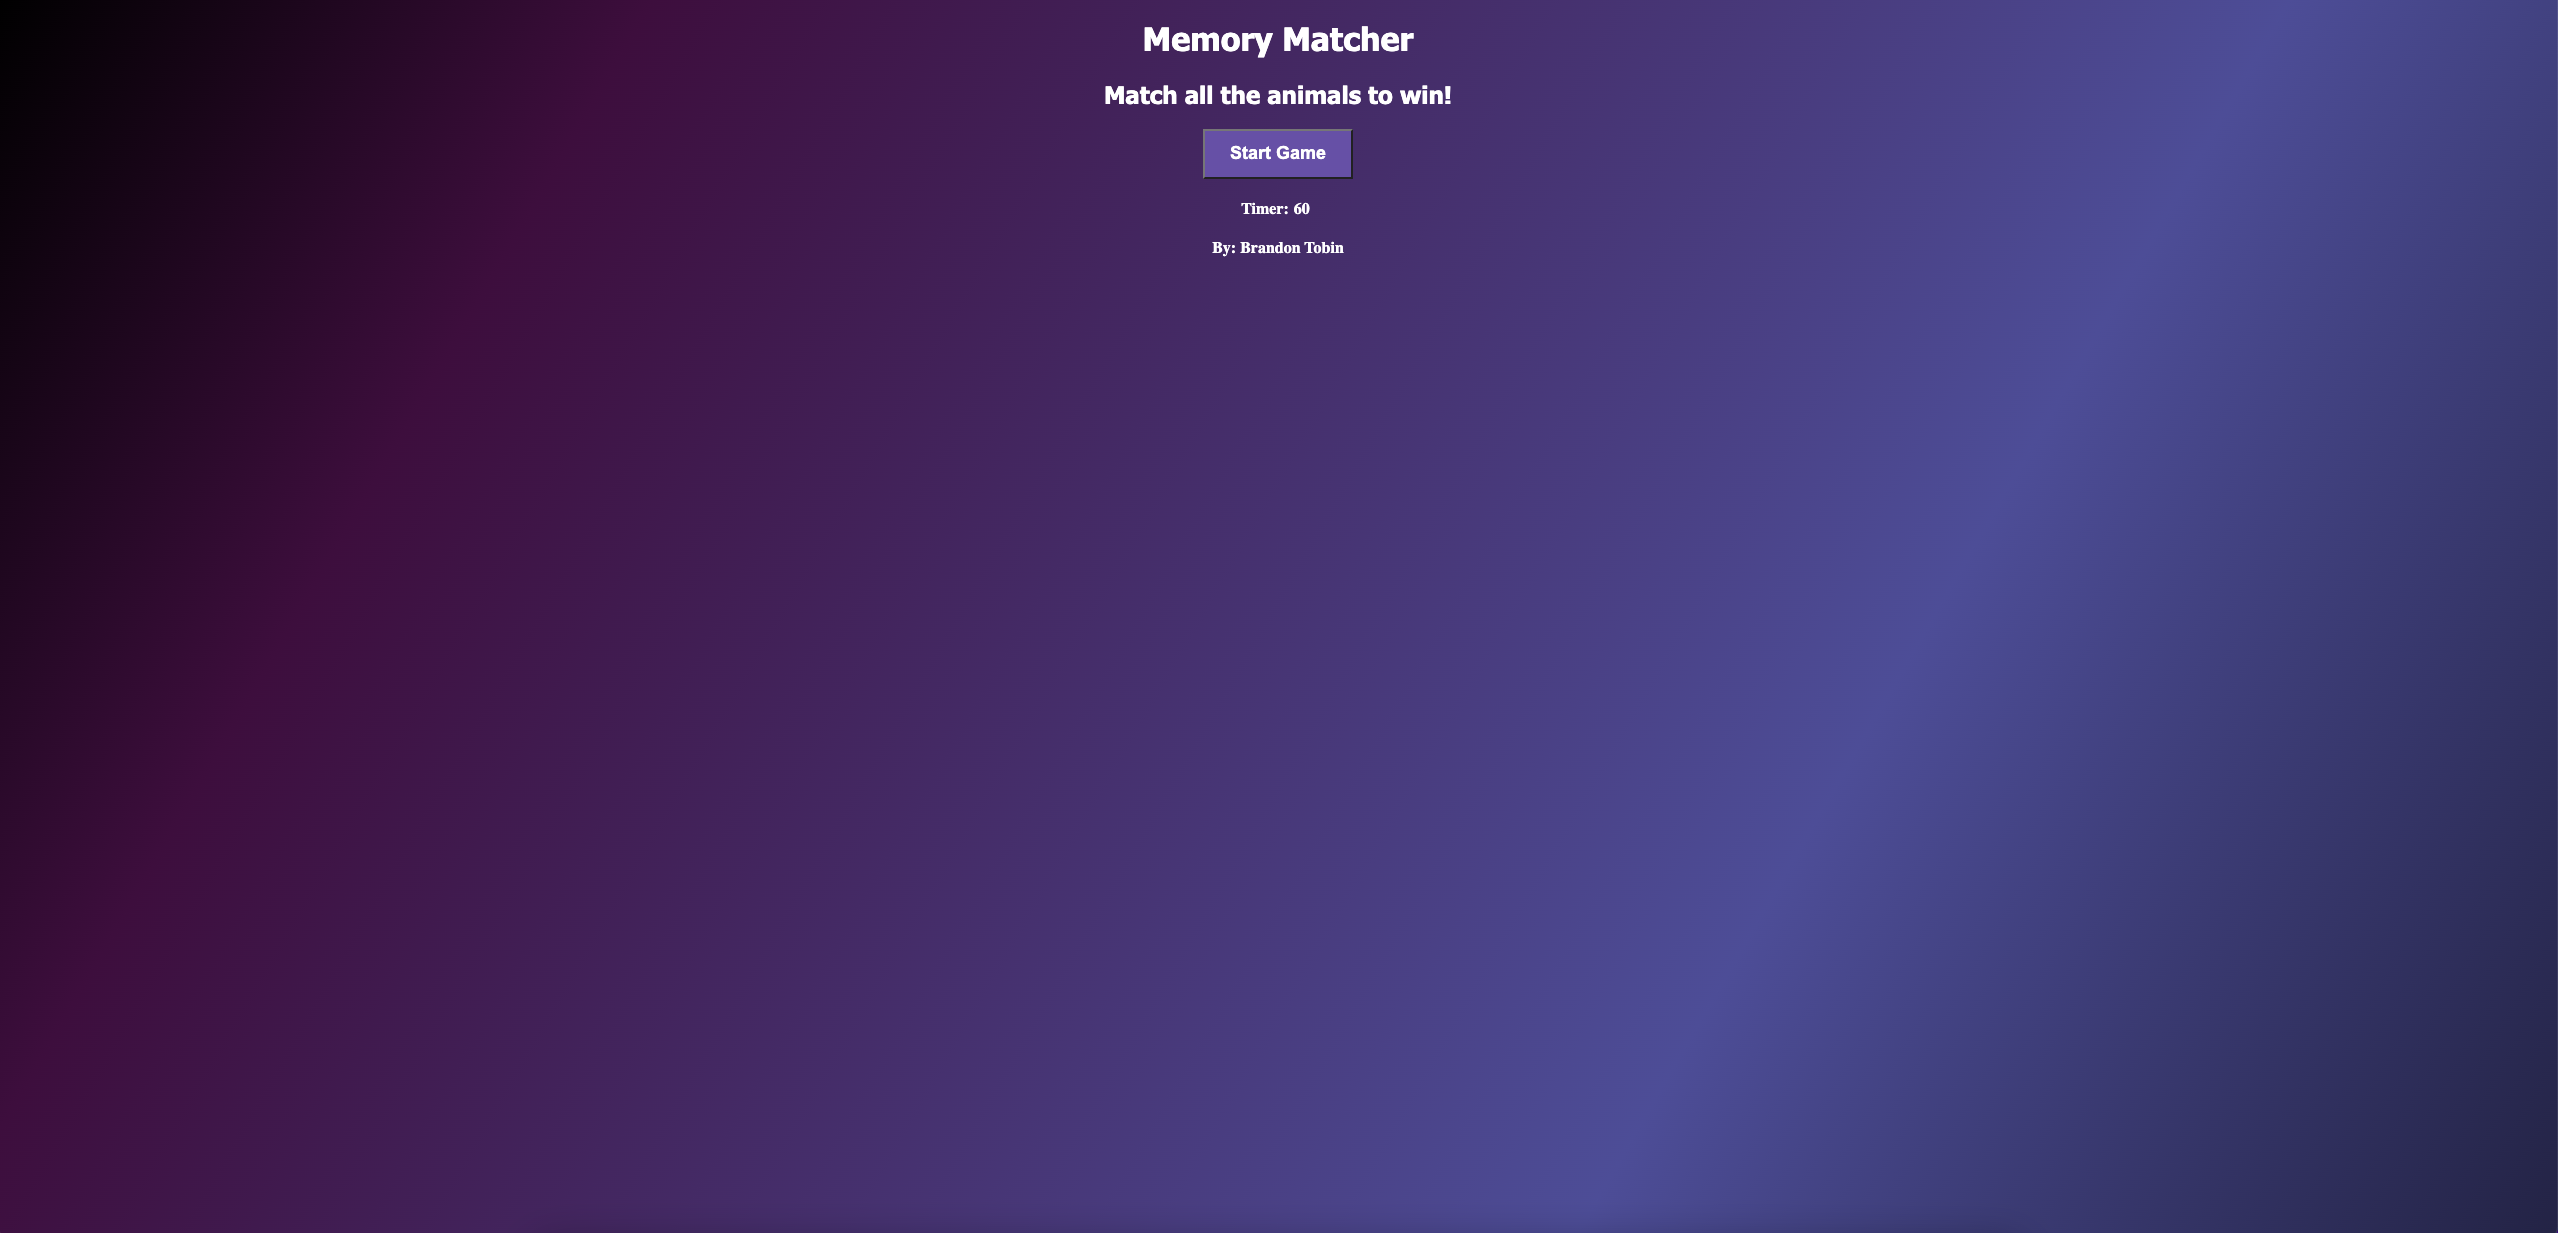 Memory Matcher
Match all the animals to win!
Start Game
Timer: 60
By: Brandon Tobin